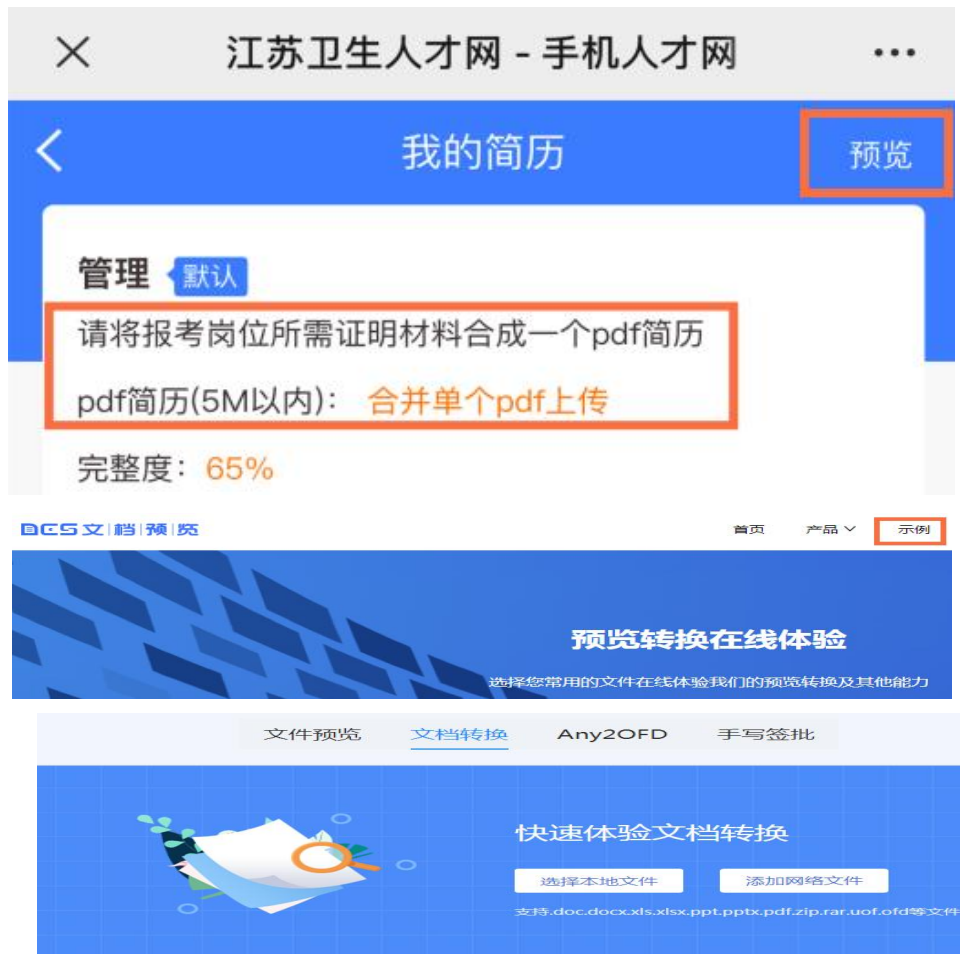 江苏卫生人才网 - 手机人才网
我的简历
预览
管理 默认
请将报考岗位所需证明材料合成一个pdf简历
pdf简历(5M以内)： 合并单个pdf上传
完整度：65%
DCS文档预览
首页 产品 示例
预览转换在线体验
选择您常用的文件在线体验我们的预览转换及其他能力
文件预览 文档转换 Any2OFD 手写签批
快速体验文档转换
选择本地文件 添加网络文件
支持.doc.docx.xls.xlsx.ppt.pptx.pdf.zip.rar.uof.ofd等文件